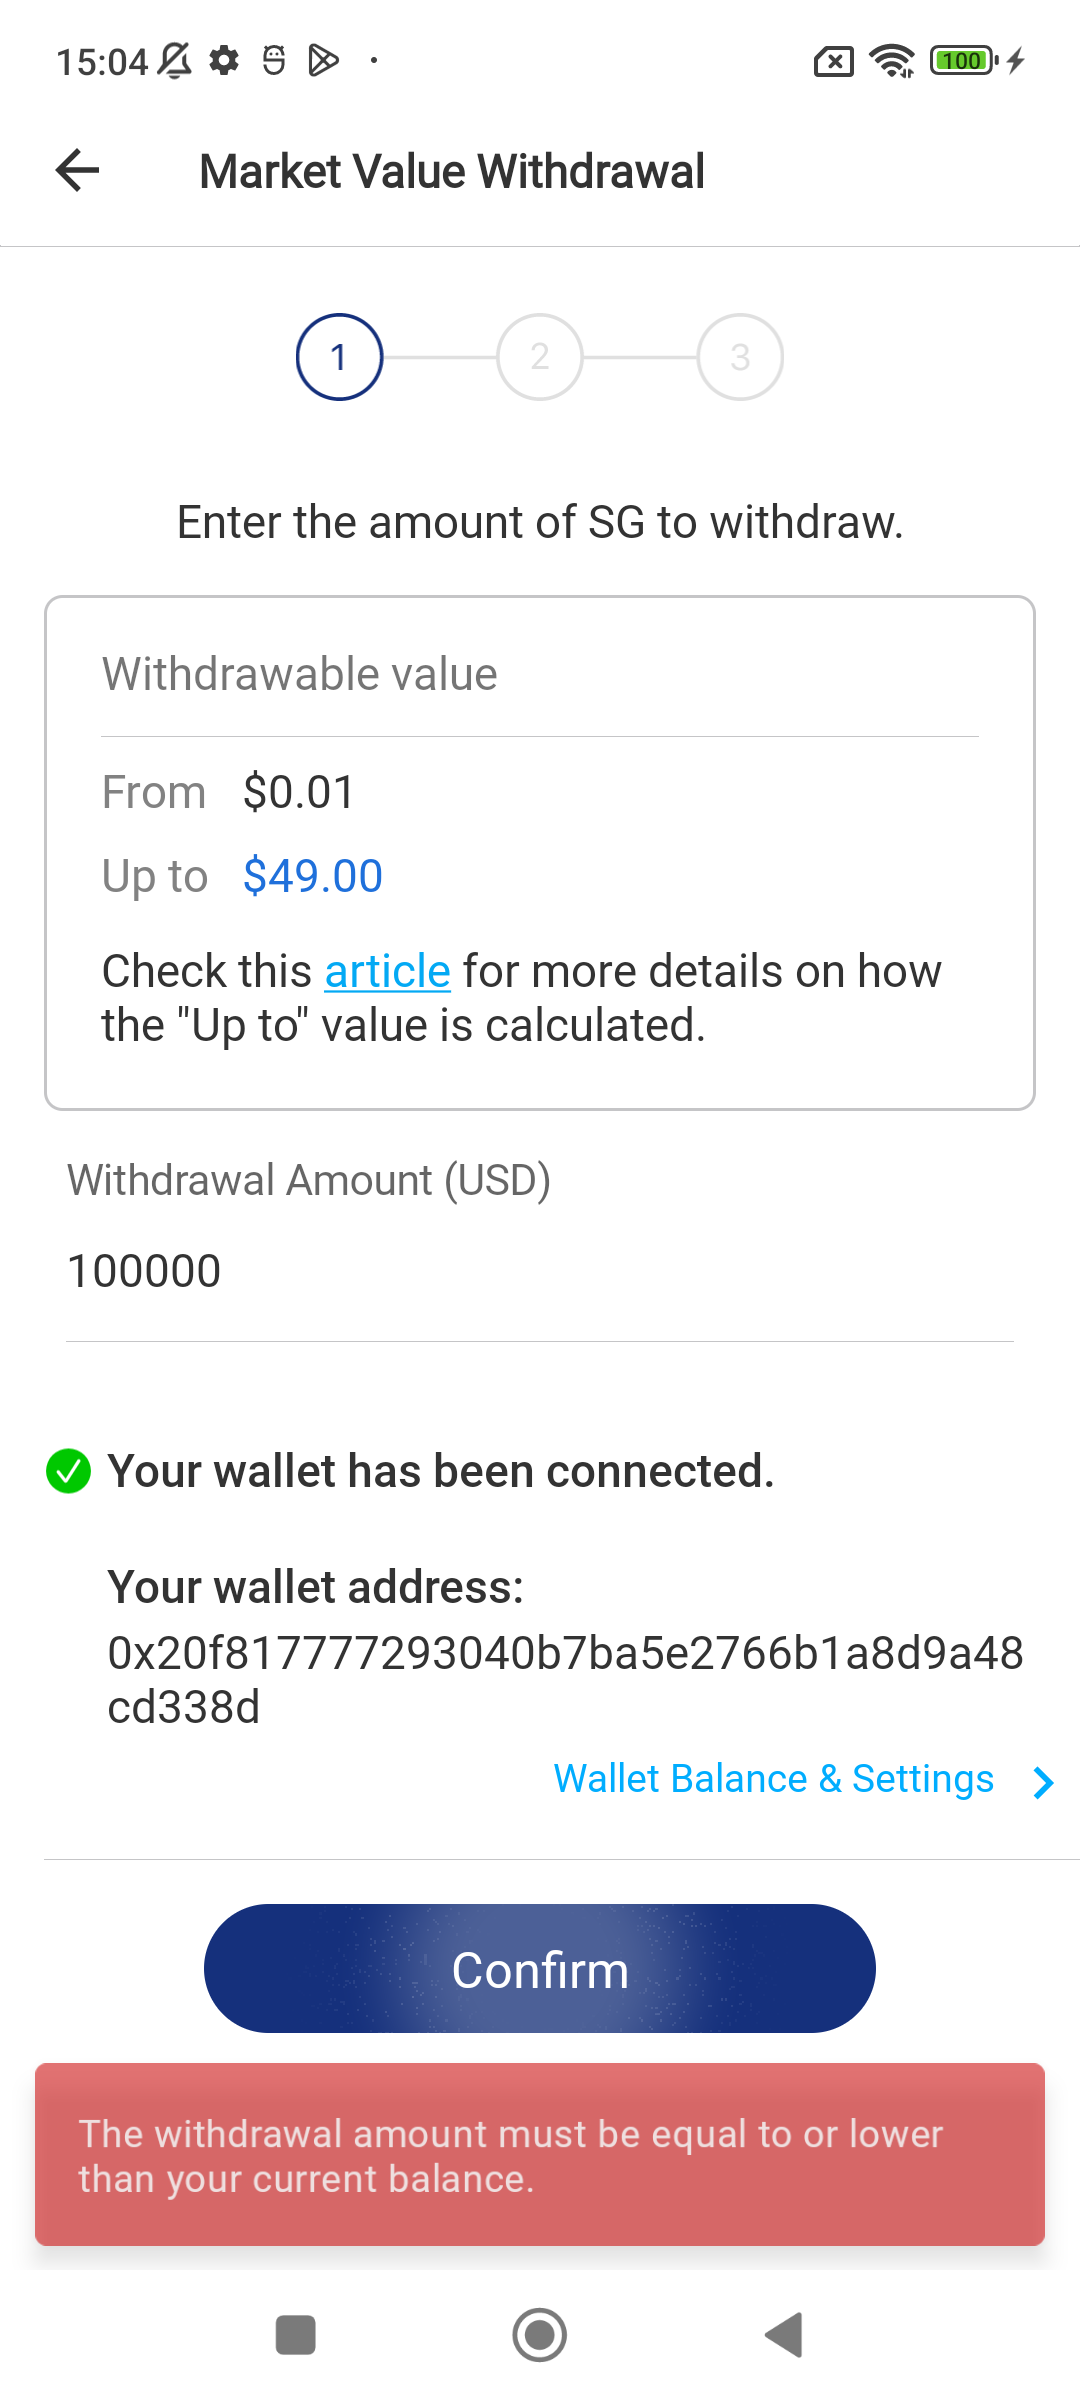 15:04
100
Market Value Withdrawal
1
2
3
Enter the amount of SG to withdraw.
Withdrawable value
From $0.01
Up to $49.00
Check this article for more details on how
the "Up to" value is calculated.
Withdrawal Amount (USD)
100000
Your wallet has been connected.
Your wallet address:
0x20f817777293040b7ba5e2766b1a8d9a48
cd338d
Wallet Balance & Settings
Confirm
The withdrawal amount must be equal to or lower
than your current balance.